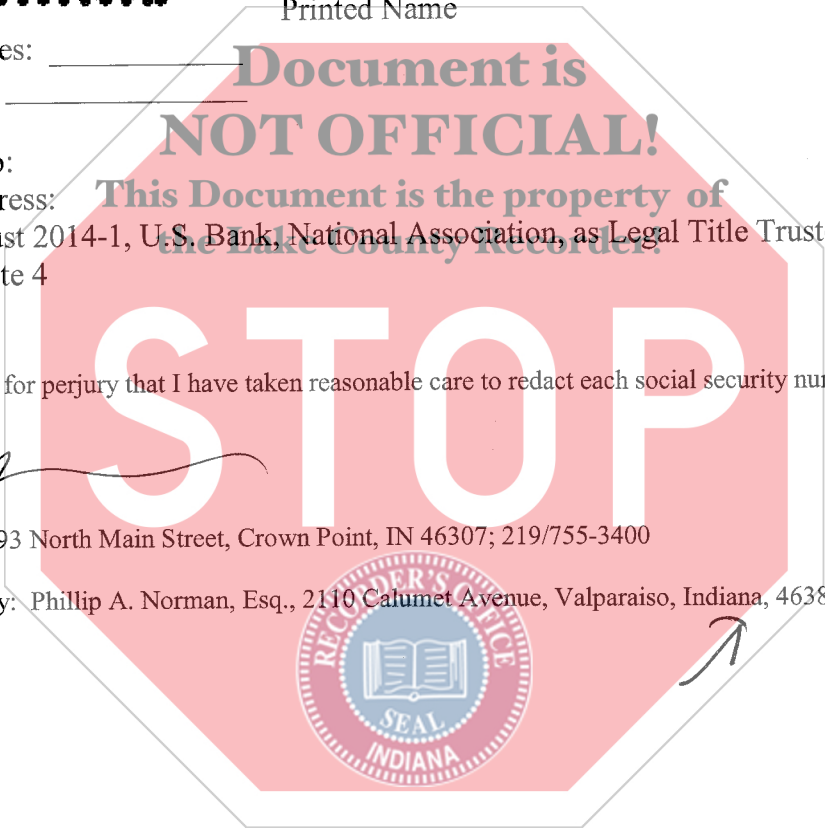 Printed Name
es:
Document is
NOT OFFICIAL!
o:
ress:
This Document is the property of
st 2014-1, U.S. Bank, National Association, as Legal Title Trust
the Lake County Recorder!
te 4
STOP
for perjury that I have taken reasonable care to redact each social security nu
93 North Main Street, Crown Point, IN 46307; 219/755-3400
y: Phillip A. Norman, Esq., 2110 Calumet Avenue, Valparaiso, Indiana, 4638
RECORDER'S OFFICE
SEAL
INDIANA